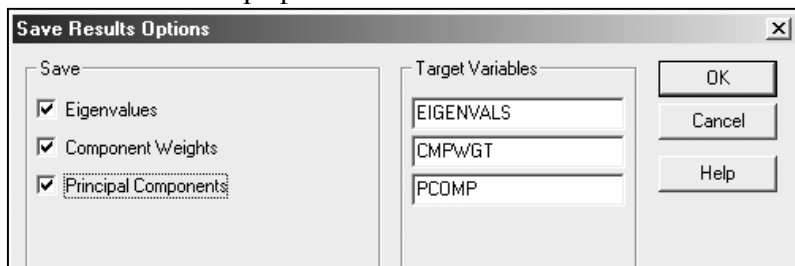 Save Results Options
Save
Eigenvalues
Component Weights
Principal Components
Target Variables
EIGENVALS
CMPWGT
PCOMP
OK
Cancel
Help